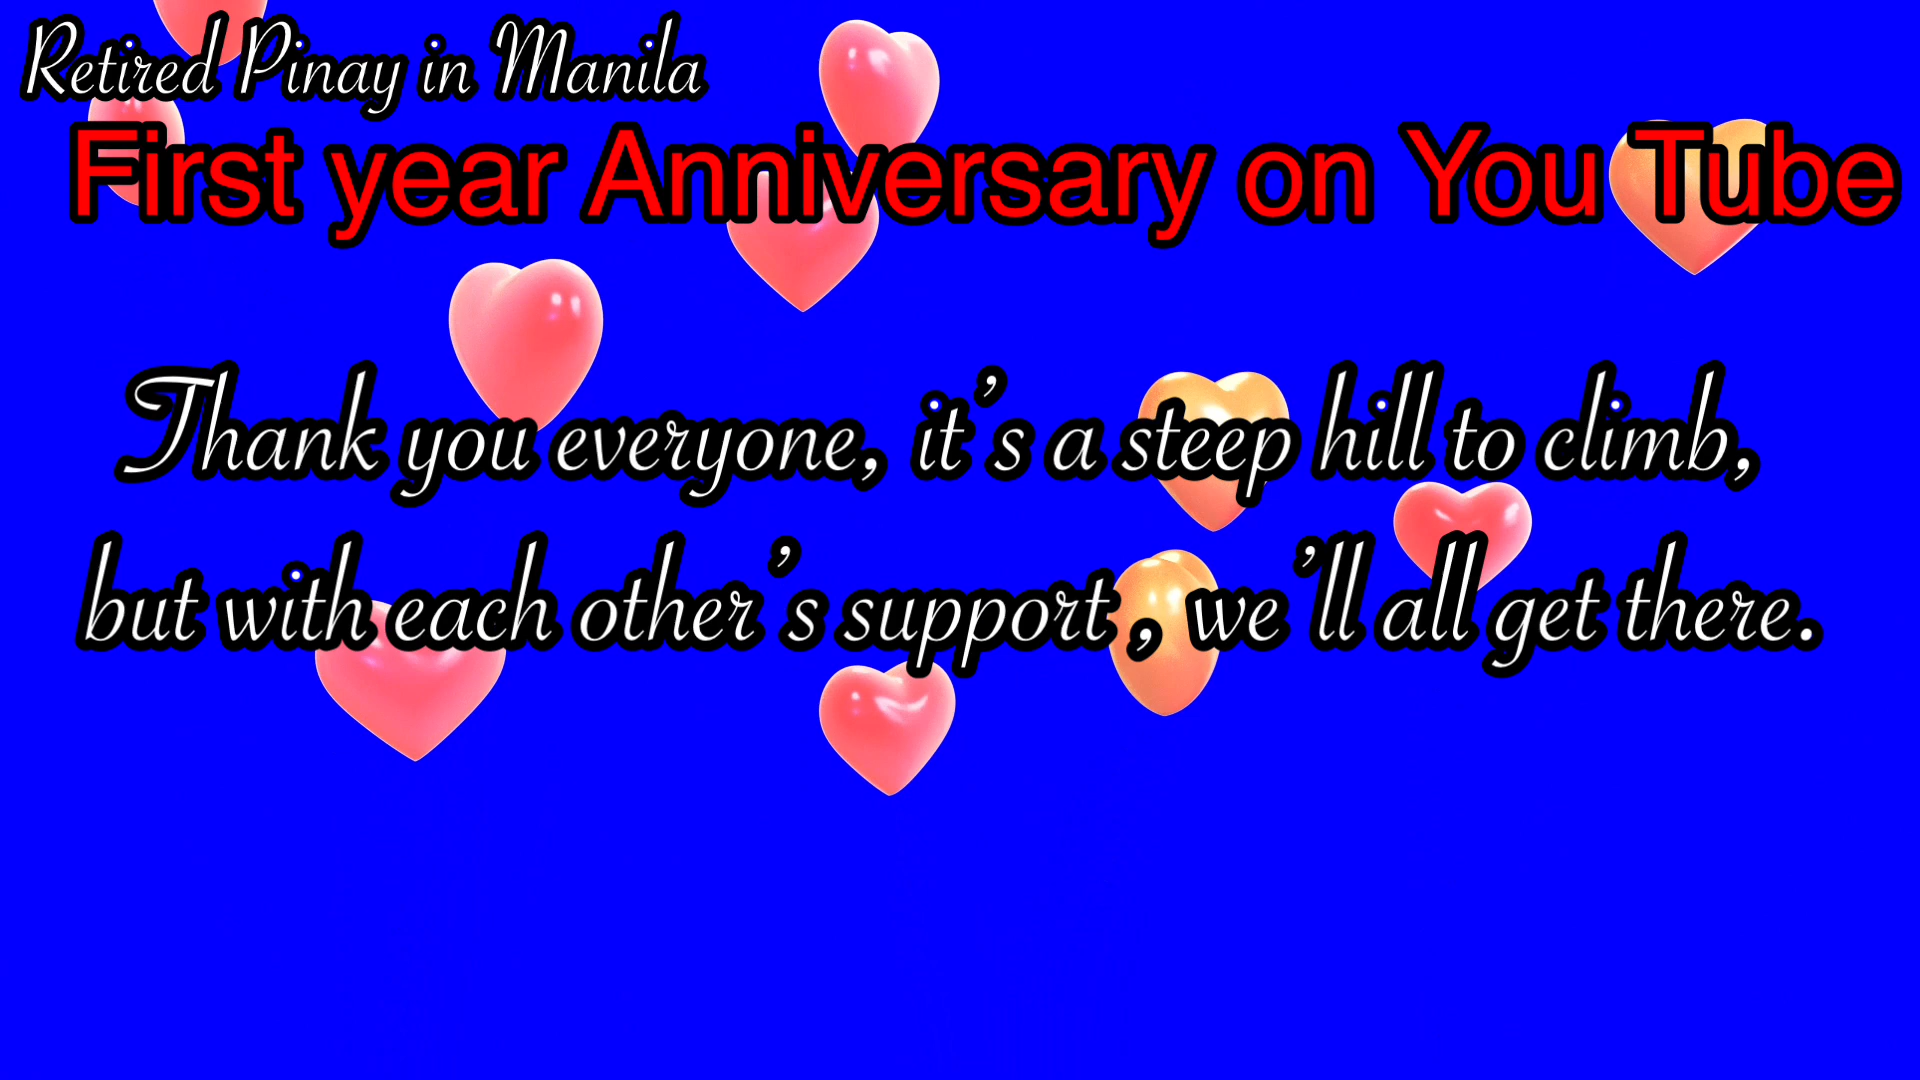 Retired Pinay in Manila
First year Anniversary on You Tube
Thank you everyone, it's a steep hill to climb,
but with each other's support , we'll all get there.